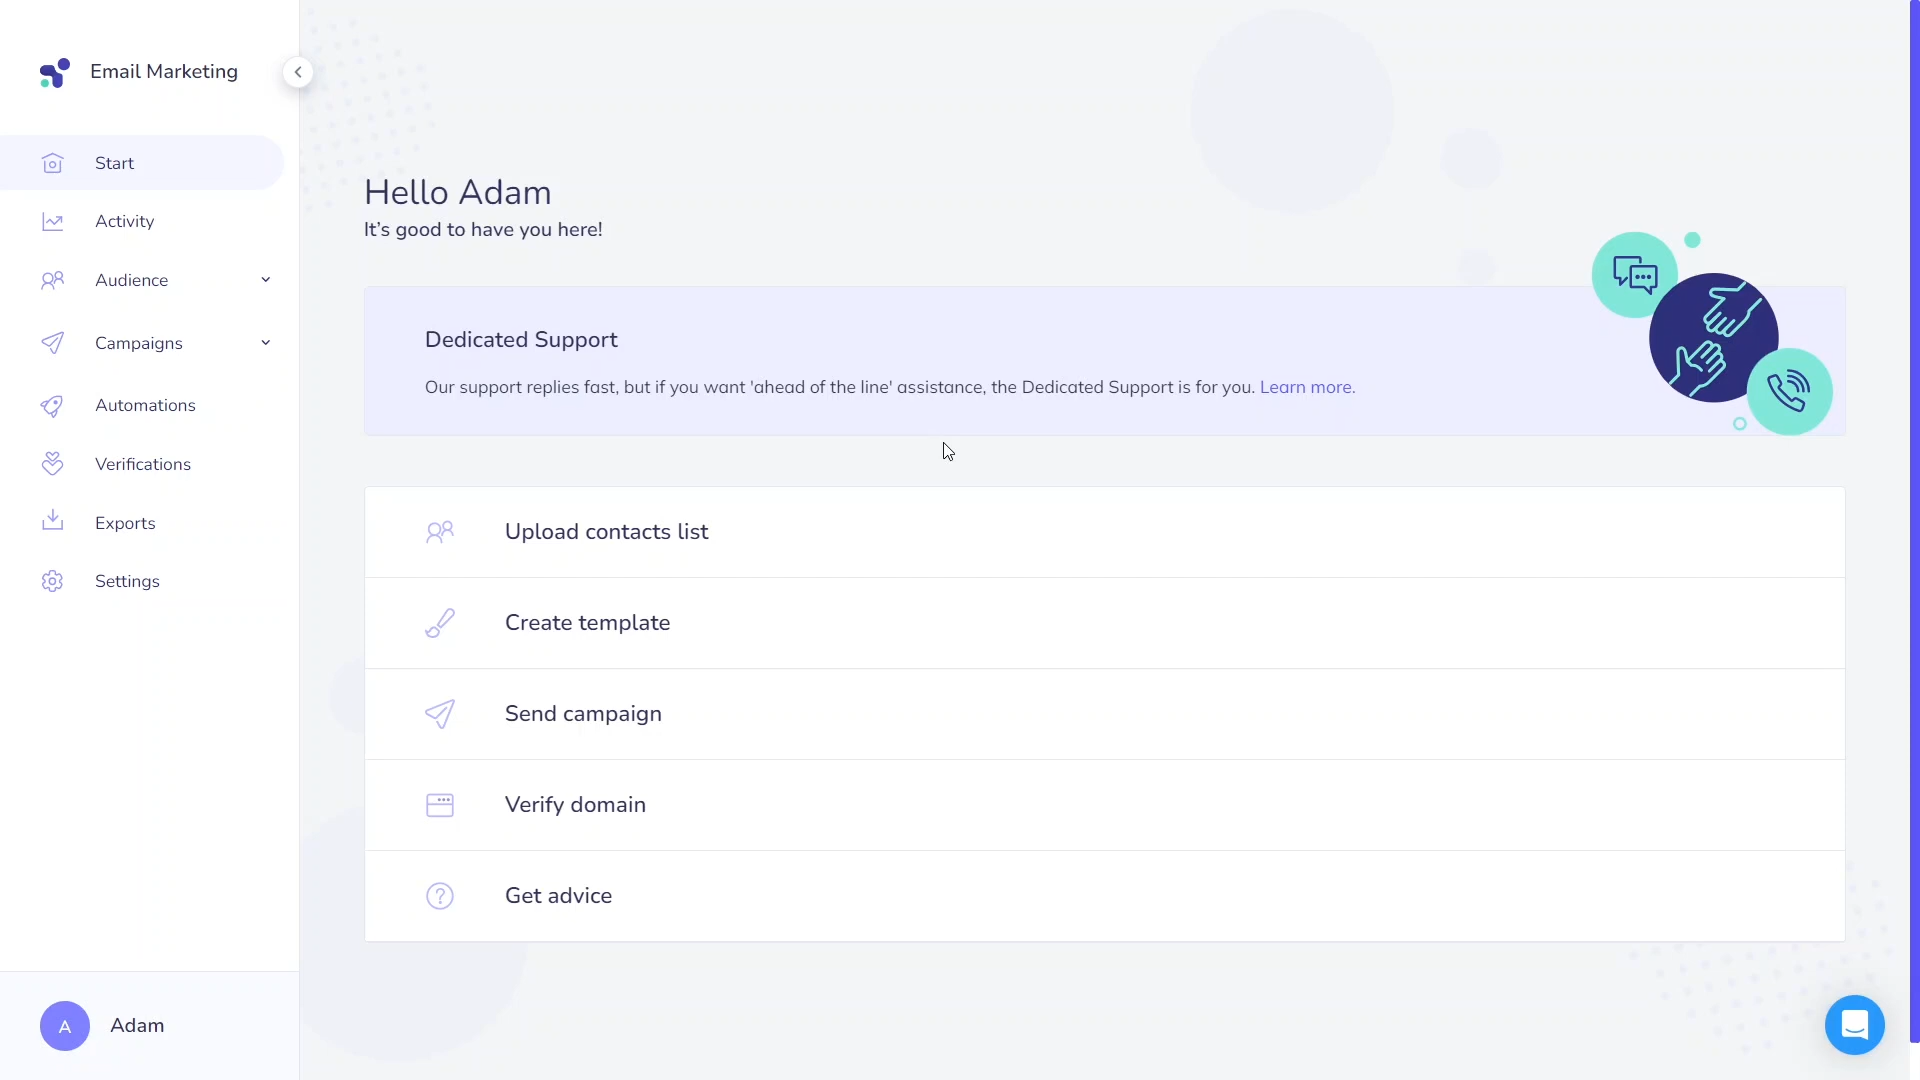 Email Marketing
Start
Activity
Audience
Campaigns
Automations
Verifications
Exports
Settings
A
Adam
Hello Adam
It's good to have you here!
Dedicated Support
Our support replies fast, but if you want 'ahead of the line' assistance, the Dedicated Support is for you. Learn more.
Upload contacts list
Create template
Send campaign
Verify domain
Get advice